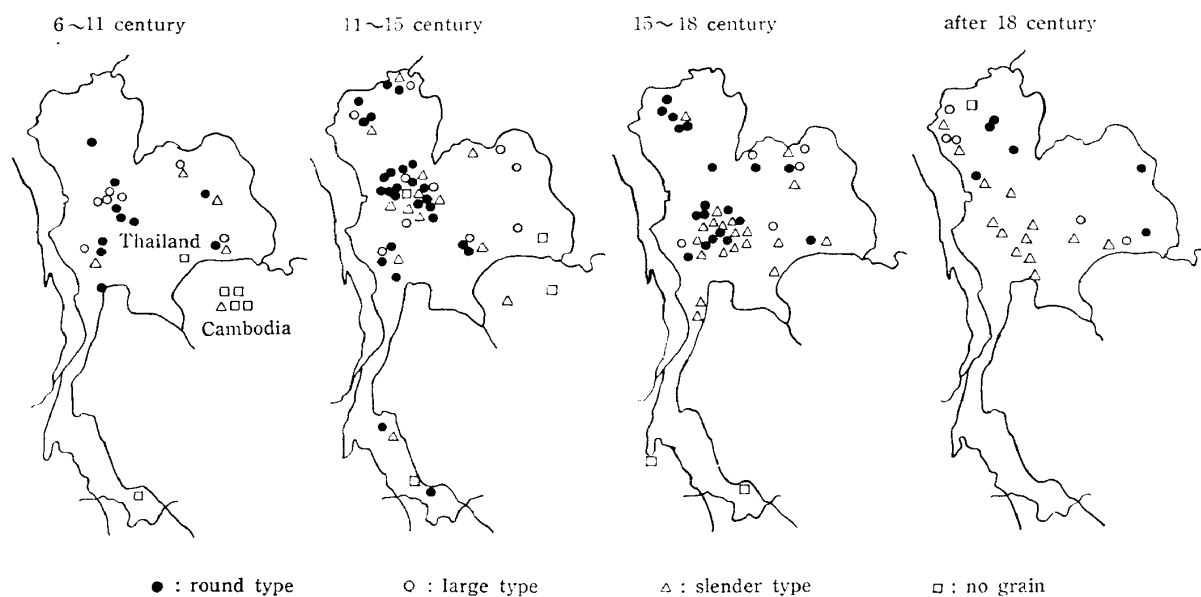 6~11 century
11~15 century
15~18 century
after 18 century
Thailand
Cambodia
● : round type
○ : large type
△ : slender type
□ : no grain